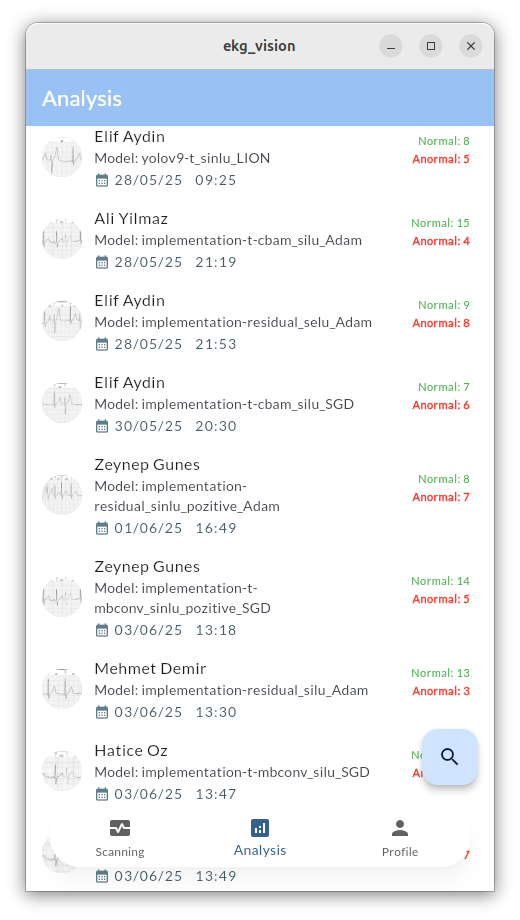 ekg_vision
Analysis
Elif Aydin
Normal: 8
Model: yolov9-t_sinlu_LION
Anormal: 5
28/05/25 09:25
Ali Yilmaz
Normal: 15
Model: implementation-t-cbam_silu_Adam
Anormal: 4
28/05/25 21:19
Elif Aydin
Normal: 9
Model: implementation-residual_selu_Adam
Anormal: 8
28/05/25 21:53
Elif Aydin
Normal: 7
Model: implementation-t-cbam_silu_SGD
Anormal: 6
30/05/25 20:30
Zeynep Gunes
Normal: 8
Model: implementation-
residual_sinlu_pozitive_Adam
Anormal: 7
01/06/25 16:49
Zeynep Gunes
Normal: 14
Model: implementation-t-
mbconv_sinlu_pozitive_SGD
Anormal: 5
03/06/25 13:18
Mehmet Demir
Normal: 13
Model: implementation-residual_silu_Adam
Anormal: 3
03/06/25 13:30
Hatice Oz
Model: implementation-t-mbconv_silu_SGD
03/06/25 13:47
Scanning
Analysis
Profile
03/06/25 13:49